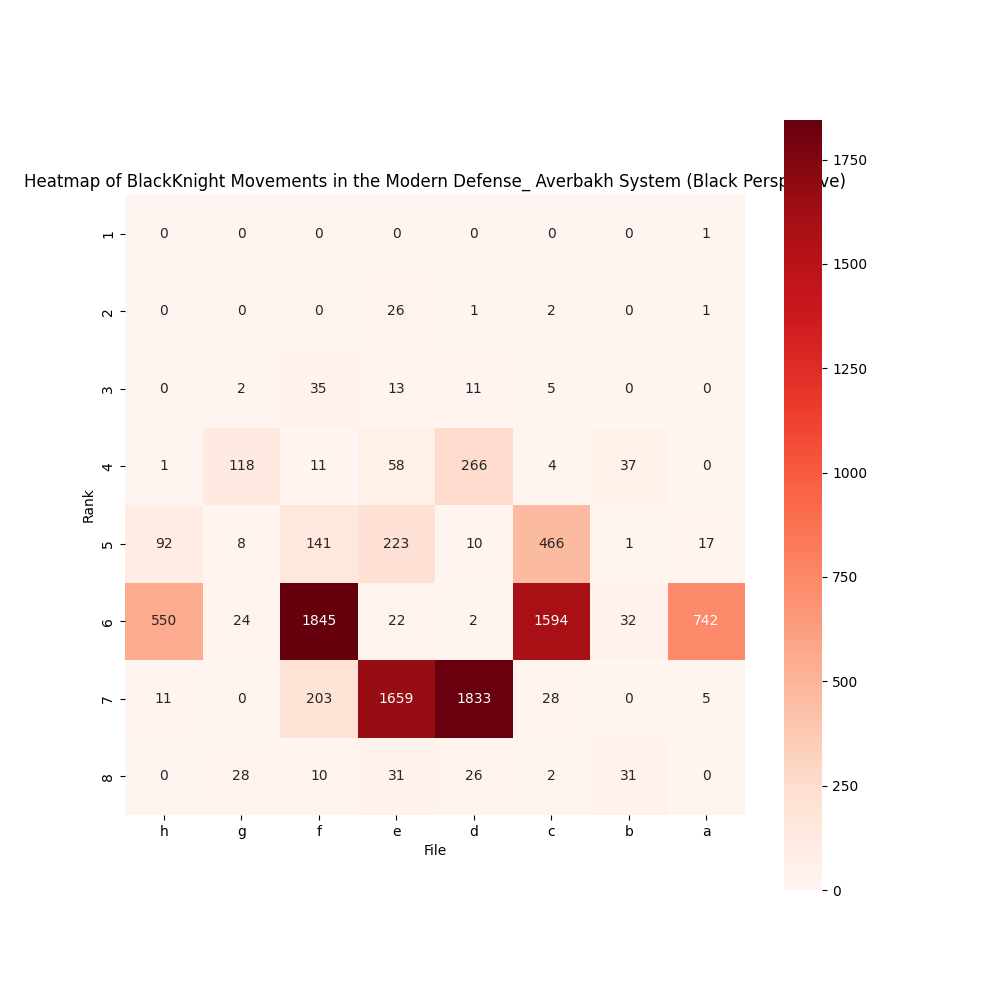 Heatmap of BlackKnight Movements in the Modern Defense_ Averbakh System (Black Perspective)
1750
1 0 0 0 0 0 0 0 1
1500
2 0 0 0 26 1 2 0 1
1250
3 0 2 35 13 11 5 0 0
4 1 118 11 58 266 4 37 0
1000
Rank
5 92 8 141 223 10 466 1 17
750
6 550 24 1845 22 2 1594 32 742
500
7 11 0 203 1659 1833 28 0 5
250
8 0 28 10 31 26 2 31 0
h g f e d c b a
File
0